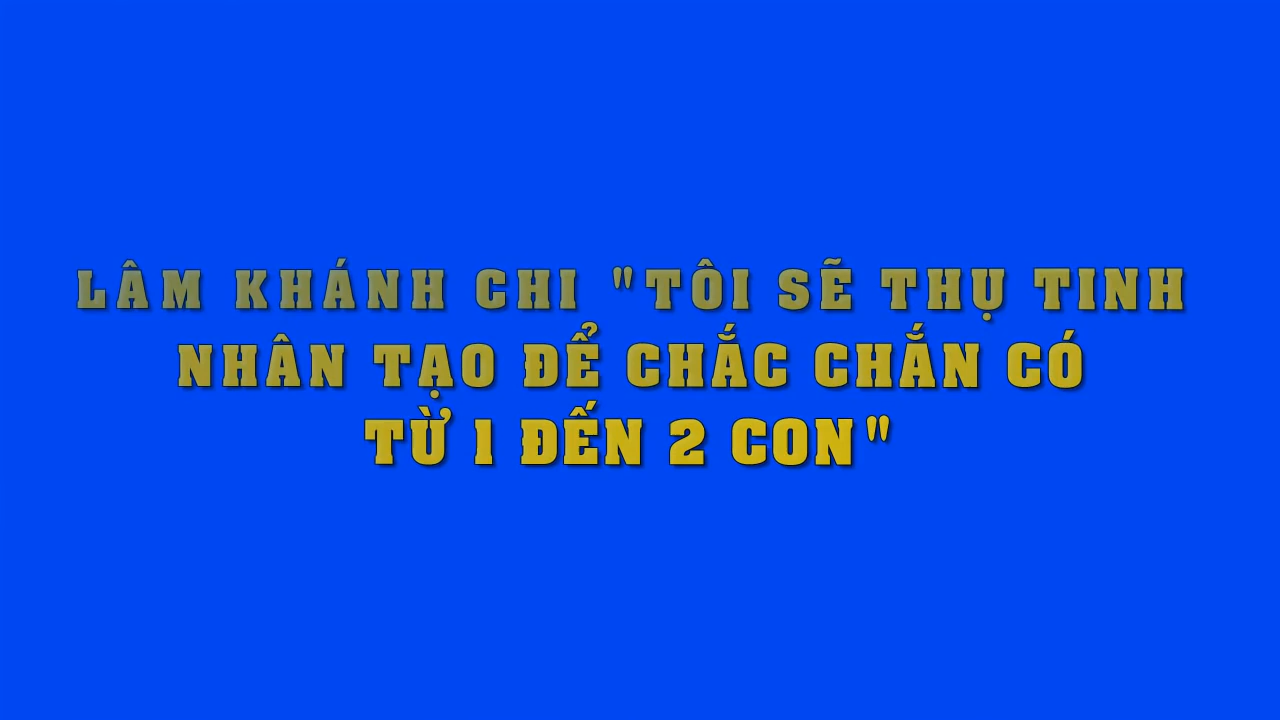 LÂM KHÁNH CHI "TÔI SẼ THỤ TINH
NHÂN TẠO ĐỂ CHẮC CHẮN CÓ
TỪ 1 ĐẾN 2 CON"